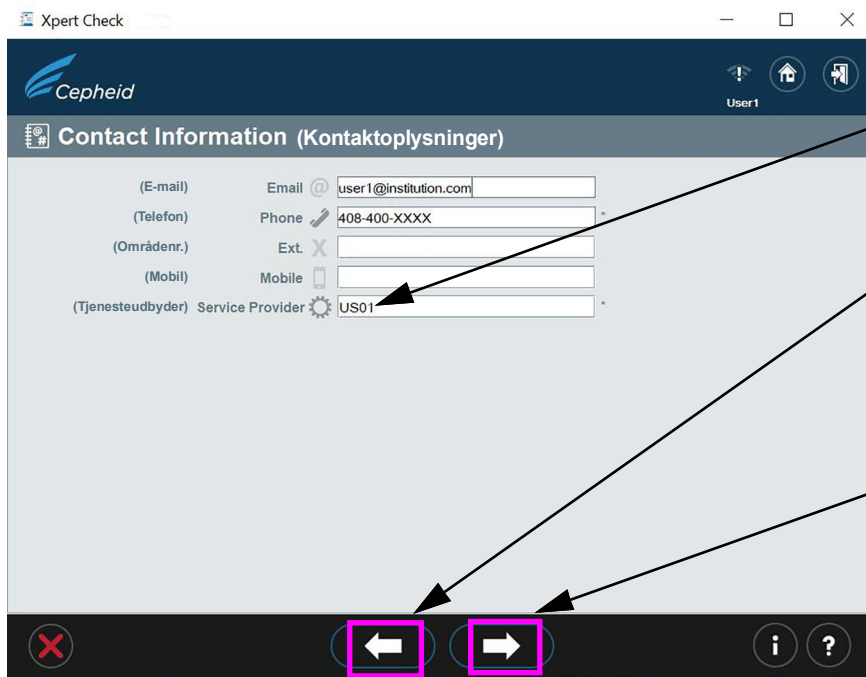 Xpert Check
Cepheid
User1
@ # Contact Information (Kontaktoplysninger)
(E-mail) Email @ user1@institution.com
(Telefon) Phone 408-400-XXXX *
(Områdenr.) Ext. X
(Mobil) Mobile
(Tjenesteudbyder) Service Provider US01 *
i ?